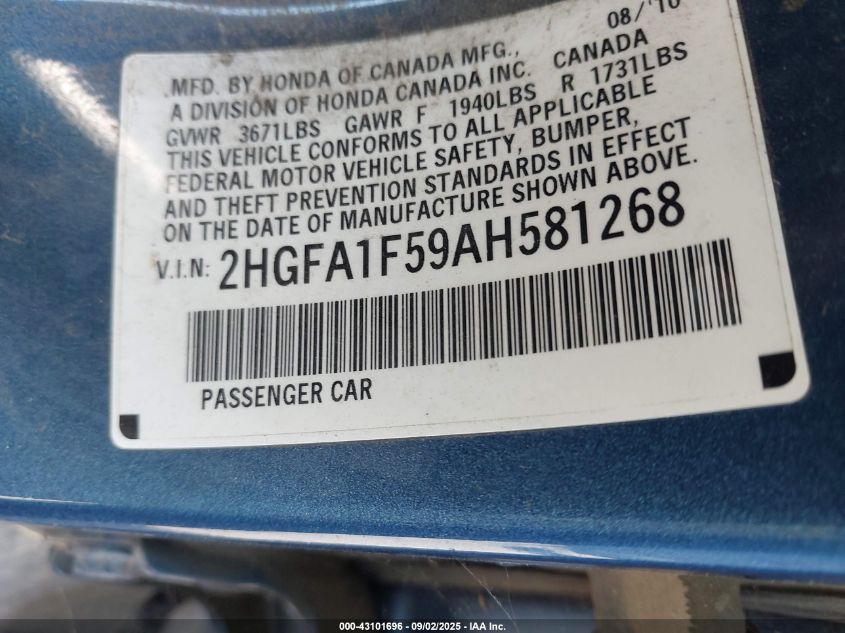 08/'10
MFD. BY HONDA OF CANADA MFG.,
A DIVISION OF HONDA CANADA INC. CANADA
GVWR 3671LBS GAWR F 1940LBS R 1731LBS
THIS VEHICLE CONFORMS TO ALL APPLICABLE
FEDERAL MOTOR VEHICLE SAFETY, BUMPER,
AND THEFT PREVENTION STANDARDS IN EFFECT
ON THE DATE OF MANUFACTURE SHOWN ABOVE.
V.I.N: 2HGFA1F59AH581268
PASSENGER CAR
000-43101696 - 09/02/2025 - IAA Inc.